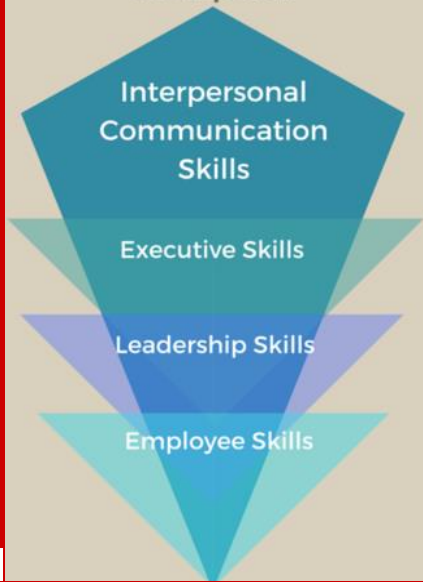 Interpersonal
Communication
Skills
Executive Skills
Leadership Skills
Employee Skills